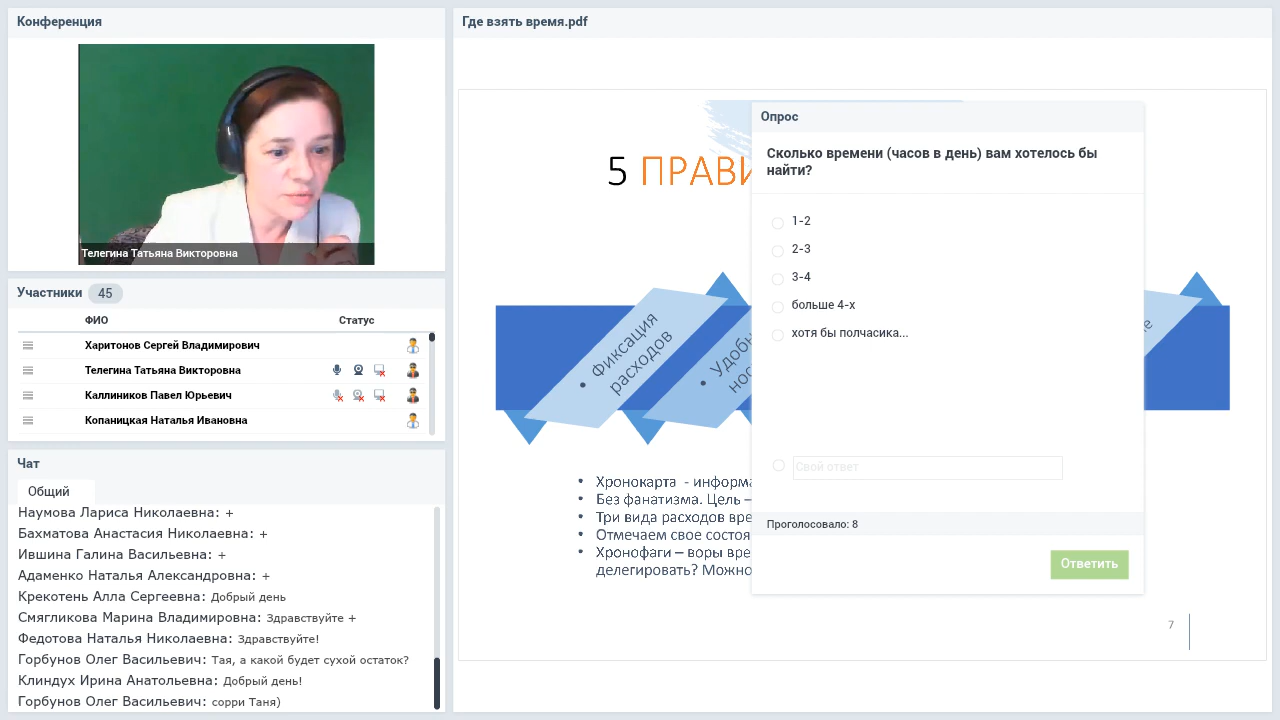 Конференция
Телегина Татьяна Викторовна
Участники 45
ФИО Статус
Харитонов Сергей Владимирович
Телегина Татьяна Викторовна
Каллиников Павел Юрьевич
Копаницкая Наталья Ивановна
Чат
Общий
Наумова Лариса Николаевна: +
Бахматова Анастасия Николаевна: +
Ившина Галина Васильевна: +
Адаменко Наталья Александровна: +
Крекотень Алла Сергеевна: Добрый день
Смягликова Марина Владимировна: Здравствуйте +
Федотова Наталья Николаевна: Здравствуйте!
Горбунов Олег Васильевич: Тая, а какой будет сухой остаток?
Клиндух Ирина Анатольевна: Добрый день!
Горбунов Олег Васильевич: сорри Таня)
Где взять время.pdf
5 ПРАВИ
• Фиксация
расходов
• Удобн
нос
е
• Хронокарта - информа
• Без фанатизма. Цель –
• Три вида расходов вре
• Отмечаем свое состоя
• Хронофаги – воры вре
делегировать? Можно
7
Опрос
Сколько времени (часов в день) вам хотелось бы
найти?
1-2
2-3
3-4
больше 4-х
хотя бы полчасика...
Свой ответ
Проголосовало: 8
Ответить